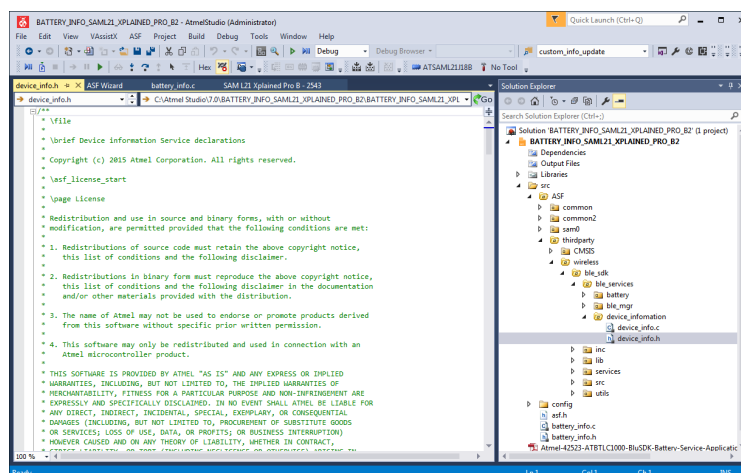 BATTERY_INFO_SAML21_XPLAINED_PRO_B2 - AtmelStudio (Administrator)
Quick Launch (Ctrl+Q)
File Edit View VAssistX ASF Project Build Debug Tools Window Help
Debug
Debug Browser
custom_info_update
Hex
ATSAML21J18B
No Tool
device_info.h
ASF Wizard
battery_info.c
SAM L21 Xplained Pro B - 2543
device_info.h
C:\Atmel Studio\7.0\BATTERY_INFO_SAML21_XPLAINED_PRO_B2\BATTERY_INFO_SAML21_XPL
Go
/**
* \file
*
* \brief Device information Service declarations
*
* Copyright (c) 2015 Atmel Corporation. All rights reserved.
*
* \asf_license_start
*
* \page License
*
* Redistribution and use in source and binary forms, with or without
* modification, are permitted provided that the following conditions are met:
*
* 1. Redistributions of source code must retain the above copyright notice,
*    this list of conditions and the following disclaimer.
*
* 2. Redistributions in binary form must reproduce the above copyright notice,
*    this list of conditions and the following disclaimer in the documentation
*    and/or other materials provided with the distribution.
*
* 3. The name of Atmel may not be used to endorse or promote products derived
*    from this software without specific prior written permission.
*
* 4. This software may only be redistributed and used in connection with an
*    Atmel microcontroller product.
*
* THIS SOFTWARE IS PROVIDED BY ATMEL "AS IS" AND ANY EXPRESS OR IMPLIED
* WARRANTIES, INCLUDING, BUT NOT LIMITED TO, THE IMPLIED WARRANTIES OF
* MERCHANTABILITY, FITNESS FOR A PARTICULAR PURPOSE AND NON-INFRINGEMENT ARE
* EXPRESSLY AND SPECIFICALLY DISCLAIMED. IN NO EVENT SHALL ATMEL BE LIABLE FOR
* ANY DIRECT, INDIRECT, INCIDENTAL, SPECIAL, EXEMPLARY, OR CONSEQUENTIAL
* DAMAGES (INCLUDING, BUT NOT LIMITED TO, PROCUREMENT OF SUBSTITUTE GOODS
* OR SERVICES; LOSS OF USE, DATA, OR PROFITS; OR BUSINESS INTERRUPTION)
* HOWEVER CAUSED AND ON ANY THEORY OF LIABILITY, WHETHER IN CONTRACT,
100 %
Solution Explorer
Search Solution Explorer (Ctrl+;)
Solution 'BATTERY_INFO_SAML21_XPLAINED_PRO_B2' (1 project)
BATTERY_INFO_SAML21_XPLAINED_PRO_B2
Dependencies
Output Files
Libraries
src
ASF
common
common2
sam0
thirdparty
CMSIS
wireless
ble_sdk
ble_services
battery
ble_mgr
device_infomation
device_info.c
device_info.h
inc
lib
services
src
utils
config
asf.h
battery_info.c
battery_info.h
Atmel-42523-ATBTLC1000-BluSDK-Battery-Service-Applicatic
Ready
Ln 1
Col 1
Ch 1
INS